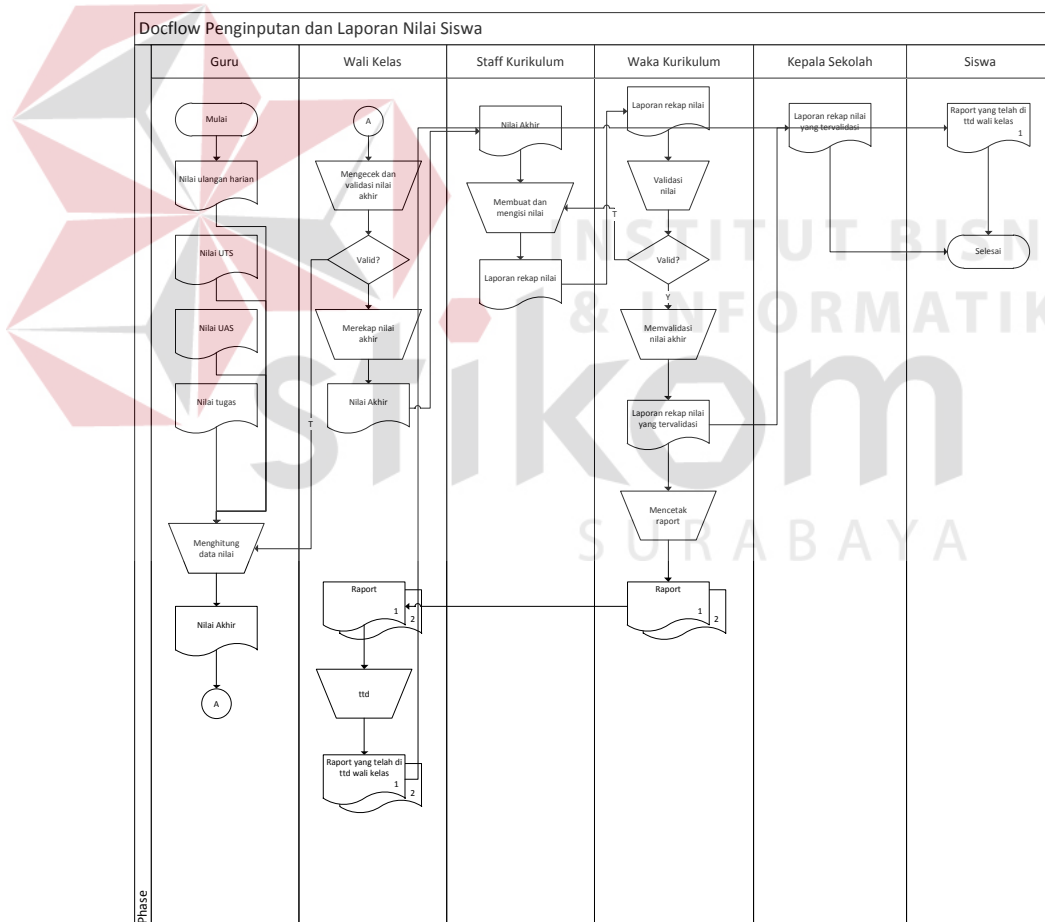 Docflow Penginputan dan Laporan Nilai Siswa
Guru
Wali Kelas
Staff Kurikulum
Waka Kurikulum
Kepala Sekolah
Siswa
Mulai
Nilai ulangan harian
Nilai UTS
Nilai UAS
Nilai tugas
Menghitung
data nilai
Nilai Akhir
A
A
Mengecek dan
validasi nilai
akhir
Valid?
T
Merekap nilai
akhir
Nilai Akhir
Raport
1
2
ttd
Raport yang telah di
ttd wali kelas
1
2
Nilai Akhir
Membuat dan
mengisi nilai
Laporan rekap nilai
Laporan rekap nilai
Validasi
nilai
T
Valid?
Y
Memvalidasi
nilai akhir
Laporan rekap nilai
yang tervalidasi
Mencetak
raport
Raport
1
2
Laporan rekap nilai
yang tervalidasi
Raport yang telah di
ttd wali kelas
1
Selesai
Phase
INSTITUT BISN
& INFORMATIK
stikom
SURABAYA